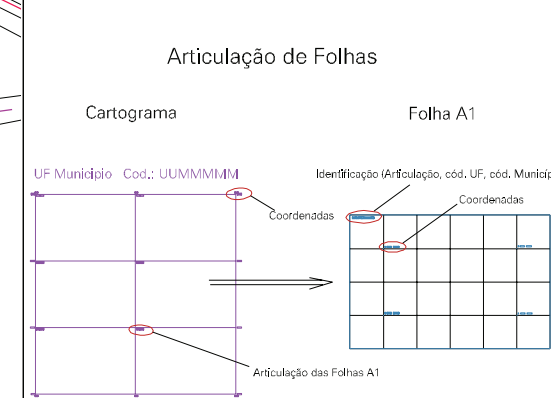 Articulação de Folhas
Cartograma
Folha A1
UF Municipio Cod.: UUMMMMM
Identificação (Articulação, cód. UF, cód. Municíp
Coordenadas
Coordenadas
Articulação das Folhas A1